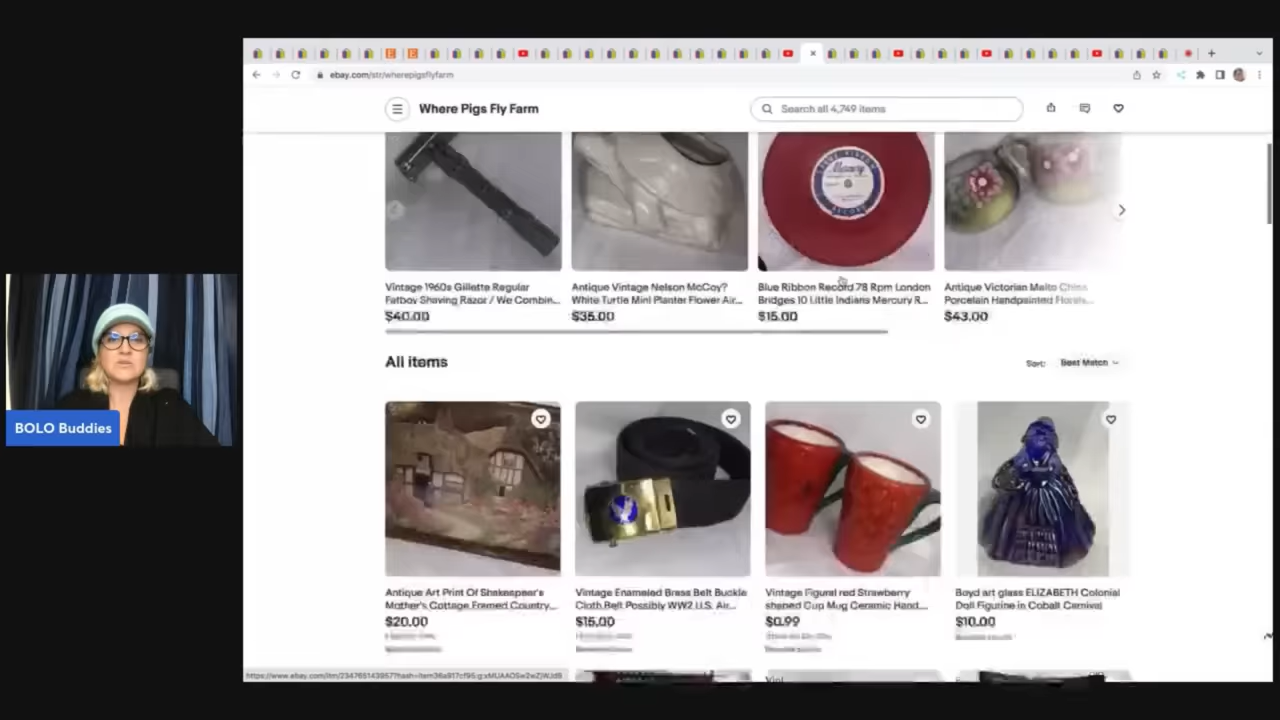 ebay.com/str/wherepigsflyfarm
Where Pigs Fly Farm
Search all 4,749 items
Vintage 1960s Gillette Regular
Fatboy Shaving Razor / We Combin...
$40.00
Antique Vintage Nelson McCoy?
White Turtle Mini Planter Flower Air...
$35.00
Mercury
Blue Ribbon Record 78 Rpm London
Bridges 10 Little Indians Mercury R...
$15.00
Antique Victorian China
Porcelain Handpainted Florals...
$43.00
All items
Sort:
Best Match
Antique Art Print Of Shakespear's
Mother's Cottage Framed Country...
$20.00
Vintage Enameled Brass Belt Buckle
Cloth Belt Possibly WW2 U.S. Air...
$15.00
Vintage Figural red Strawberry
shaped Cup Mug Ceramic Hand...
$0.99
Boyd art glass ELIZABETH Colonial
Doll Figurine in Cobalt Carnival
$10.00
BOLO Buddies